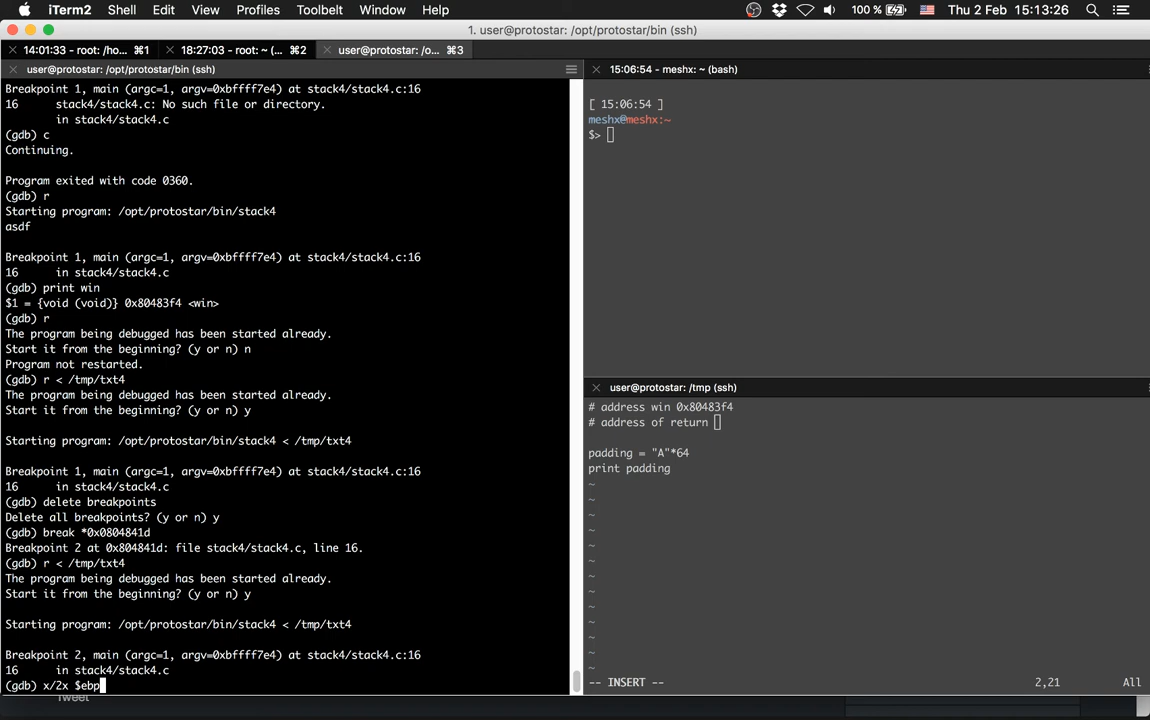 iTerm2 Shell Edit View Profiles Toolbelt Window Help 100 % Thu 2 Feb 15:13:26
1. user@protostar: /opt/protostar/bin (ssh)
14:01:33 - root: /ho... ⌘1 18:27:03 - root: ~ (... ⌘2 user@protostar: /o... ⌘3
user@protostar: /opt/protostar/bin (ssh)
Breakpoint 1, main (argc=1, argv=0xbffff7e4) at stack4/stack4.c:16
16 stack4/stack4.c: No such file or directory.
in stack4/stack4.c
(gdb) c
Continuing.
Program exited with code 0360.
(gdb) r
Starting program: /opt/protostar/bin/stack4
asdf
Breakpoint 1, main (argc=1, argv=0xbffff7e4) at stack4/stack4.c:16
16 in stack4/stack4.c
(gdb) print win
$1 = {void (void)} 0x80483f4 <win>
(gdb) r
The program being debugged has been started already.
Start it from the beginning? (y or n) n
Program not restarted.
(gdb) r < /tmp/txt4
The program being debugged has been started already.
Start it from the beginning? (y or n) y
Starting program: /opt/protostar/bin/stack4 < /tmp/txt4
Breakpoint 1, main (argc=1, argv=0xbffff7e4) at stack4/stack4.c:16
16 in stack4/stack4.c
(gdb) delete breakpoints
Delete all breakpoints? (y or n) y
(gdb) break *0x0804841d
Breakpoint 2 at 0x804841d: file stack4/stack4.c, line 16.
(gdb) r < /tmp/txt4
The program being debugged has been started already.
Start it from the beginning? (y or n) y
Starting program: /opt/protostar/bin/stack4 < /tmp/txt4
Breakpoint 2, main (argc=1, argv=0xbffff7e4) at stack4/stack4.c:16
16 in stack4/stack4.c
(gdb) x/2x $ebp
Tweet
15:06:54 - meshx: ~ (bash)
[ 15:06:54 ]
meshx@meshx:~
$>
user@protostar: /tmp (ssh)
# address win 0x80483f4
# address of return
padding = "A"*64
print padding
~
~
~
~
~
~
~
~
~
~
~
~
~
-- INSERT -- 2,21 All